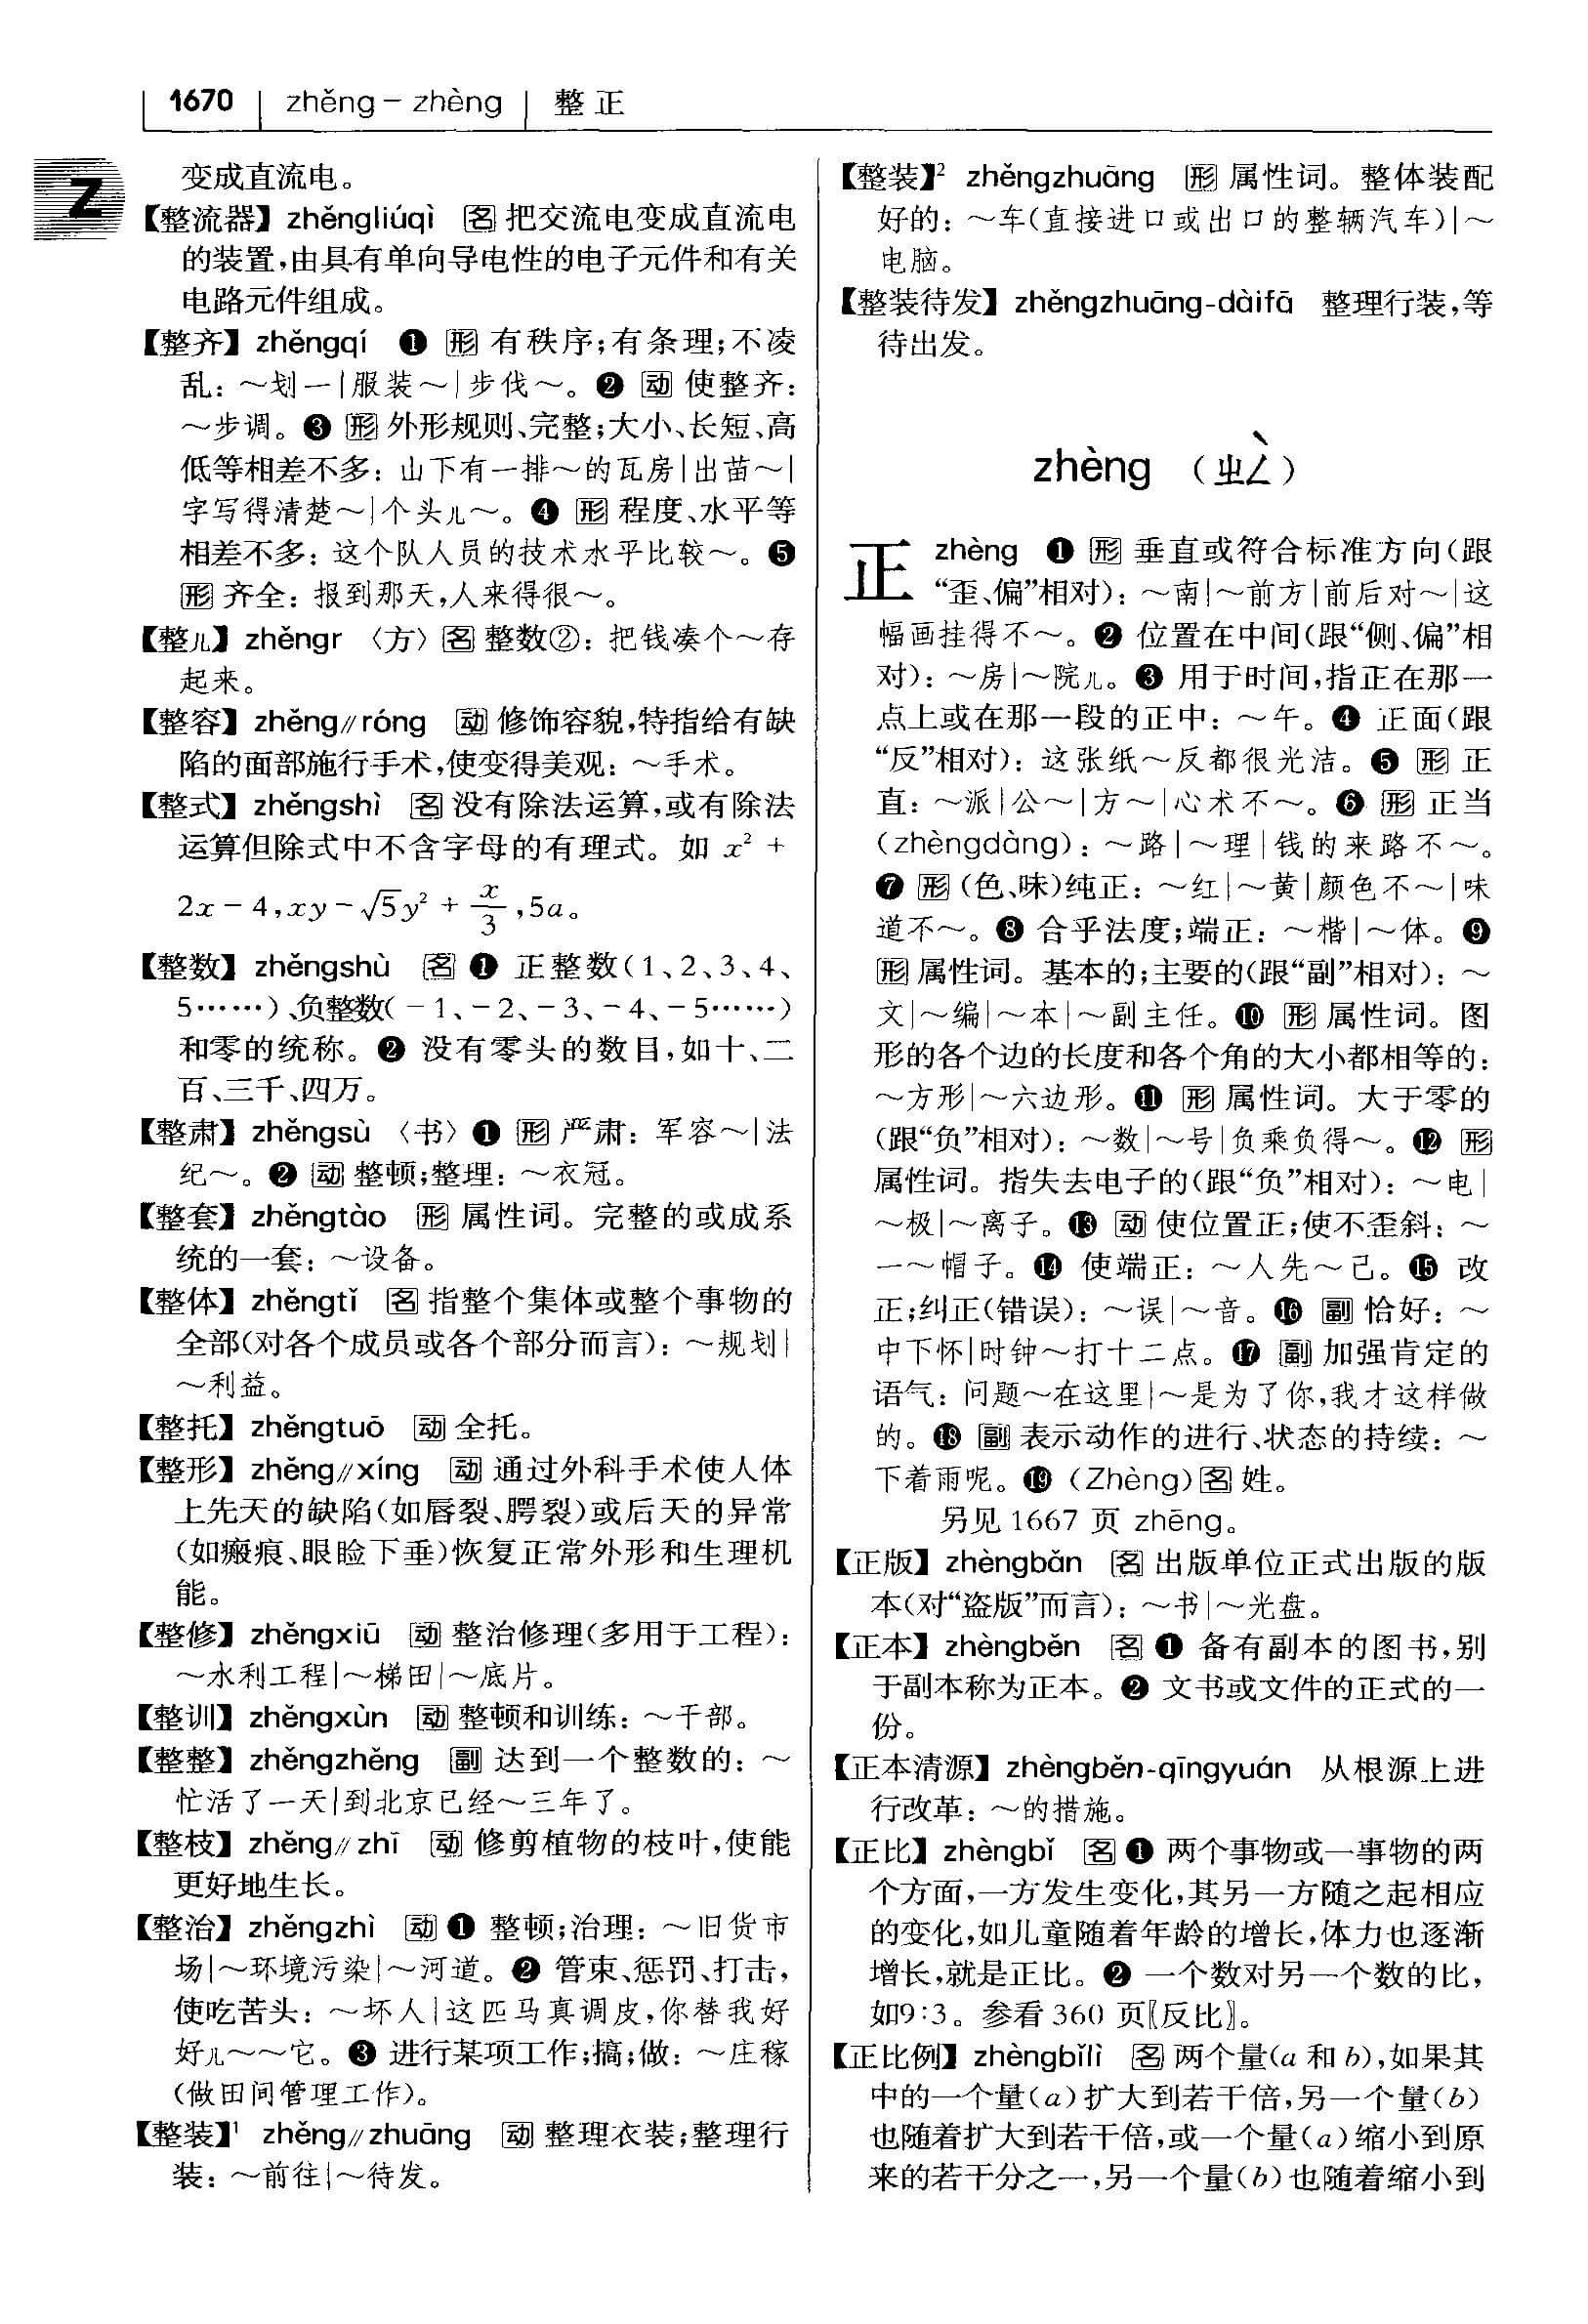 1670 zhěng – zhèng 整正
Z
变成直流电。
【整流器】zhěngliúqì 名 把交流电变成直流电
的装置,由具有单向导电性的电子元件和有关
电路元件组成。
【整齐】zhěngqí ❶ 形 有秩序;有条理;不凌
乱:～划一|服装～|步伐～。❷ 动 使整齐:
～步调。❸ 形 外形规则、完整;大小、长短、高
低等相差不多:山下有一排～的瓦房|出苗～|
字写得清楚～|个头儿～。❹ 形 程度、水平等
相差不多:这个队人员的技术水平比较～。❺
形 齐全:报到那天,人来得很～。
【整儿】zhěngr 〈方〉名 整数②:把钱凑个～存
起来。
【整容】zhěng//róng 动 修饰容貌,特指给有缺
陷的面部施行手术,使变得美观:～手术。
【整式】zhěngshì 名 没有除法运算,或有除法
运算但除式中不含字母的有理式。如 x² +
2x − 4, xy − √5y² + x/3, 5a。
【整数】zhěngshù 名 ❶ 正整数(1、2、3、4、
5……)、负整数(−1、−2、−3、−4、−5……)
和零的统称。❷ 没有零头的数目,如十、二
百、三千、四万。
【整肃】zhěngsù 〈书〉❶ 形 严肃:军容～|法
纪～。❷ 动 整顿;整理:～衣冠。
【整套】zhěngtào 形 属性词。完整的或成系
统的一套:～设备。
【整体】zhěngtǐ 名 指整个集体或整个事物的
全部(对各个成员或各个部分而言):～规划|
～利益。
【整托】zhěngtuō 动 全托。
【整形】zhěng//xíng 动 通过外科手术使人体
上先天的缺陷(如唇裂、腭裂)或后天的异常
(如瘢痕、眼睑下垂)恢复正常外形和生理机
能。
【整修】zhěngxiū 动 整治修理(多用于工程):
～水利工程|～梯田|～底片。
【整训】zhěngxùn 动 整顿和训练:～干部。
【整整】zhěngzhěng 副 达到一个整数的:～
忙活了一天|到北京已经～三年了。
【整枝】zhěng//zhī 动 修剪植物的枝叶,使能
更好地生长。
【整治】zhěngzhì 动 ❶ 整顿;治理:～旧货市
场|～环境污染|～河道。❷ 管束、惩罚、打击,
使吃苦头:～坏人|这匹马真调皮,你替我好
好儿～～它。❸ 进行某项工作;搞;做:～庄稼
(做田间管理工作)。
【整装】¹ zhěng//zhuāng 动 整理衣装;整理行
装:～前往|～待发。
【整装】² zhěngzhuāng 形 属性词。整体装配
好的:～车(直接进口或出口的整辆汽车)|～
电脑。
【整装待发】zhěngzhuāng-dàifā 整理行装,等
待出发。
zhèng (ㄓㄥˋ)
正 zhèng ❶ 形 垂直或符合标准方向(跟
“歪、偏”相对):～南|～前方|前后对～|这
幅画挂得不～。❷ 位置在中间(跟“侧、偏”相
对):～房|～院儿。❸ 用于时间,指正在那一
点上或在那一段的正中:～午。❹ 正面(跟
“反”相对):这张纸～反都很光洁。❺ 形 正
直:～派|公～|方～|心术不～。❻ 形 正当
(zhèngdàng):～路|～理|钱的来路不～。
❼ 形 (色、味)纯正:～红|～黄|颜色不～|味
道不～。❽ 合乎法度;端正:～楷|～体。❾
形 属性词。基本的;主要的(跟“副”相对):～
文|～编|～本|～副主任。❿ 形 属性词。图
形的各个边的长度和各个角的大小都相等的:
～方形|～六边形。⓫ 形 属性词。大于零的
(跟“负”相对):～数|～号|负乘负得～。⓬ 形
属性词。指失去电子的(跟“负”相对):～电|
～极|～离子。⓭ 动 使位置正;使不歪斜:～
一～帽子。⓮ 使端正:～人先～己。⓯ 改
正;纠正(错误):～误|～音。⓰ 副 恰好:～
中下怀|时钟～打十二点。⓱ 副 加强肯定的
语气:问题～在这里|～是为了你,我才这样做
的。⓲ 副 表示动作的进行、状态的持续:～
下着雨呢。⓳ (Zhèng)名 姓。
另见 1667 页 zhēng。
【正版】zhèngbǎn 名 出版单位正式出版的版
本(对“盗版”而言):～书|～光盘。
【正本】zhèngběn 名 ❶ 备有副本的图书,别
于副本称为正本。❷ 文书或文件的正式的一
份。
【正本清源】zhèngběn-qīngyuán 从根源上进
行改革:～的措施。
【正比】zhèngbǐ 名 ❶ 两个事物或一事物的两
个方面,一方发生变化,其另一方随之起相应
的变化,如儿童随着年龄的增长,体力也逐渐
增长,就是正比。❷ 一个数对另一个数的比,
如9∶3。参看 360 页〖反比〗。
【正比例】zhèngbǐlì 名 两个量(a 和 b),如果其
中的一个量(a)扩大到若干倍,另一个量(b)
也随着扩大到若干倍,或一个量(a)缩小到原
来的若干分之一,另一个量(b)也随着缩小到